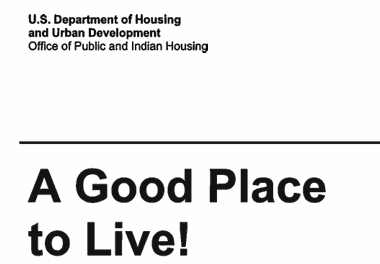 U.S. Department of Housing
and Urban Development
Office of Public and Indian Housing
A Good Place
to Live!